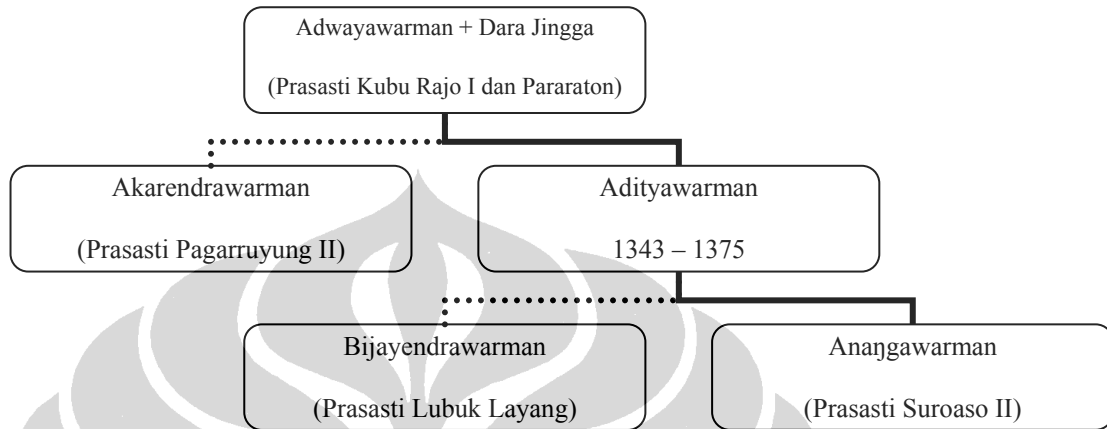 Adwayawarman + Dara Jingga
(Prasasti Kubu Rajo I dan Pararaton)
Akarendrawarman
(Prasasti Pagarruyung II)
Adityawarman
1343 – 1375
Bijayendrawarman
(Prasasti Lubuk Layang)
Anaŋgawarman
(Prasasti Suroaso II)